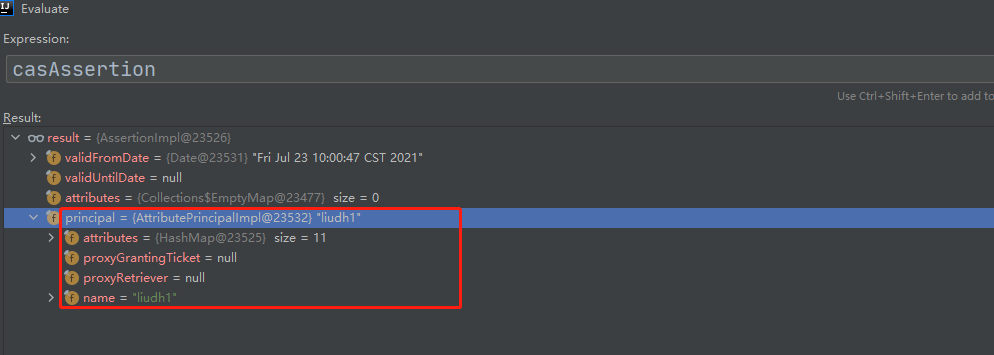 IJ Evaluate
Expression:
casAssertion
Use Ctrl+Shift+Enter to add to
Result:
result = {AssertionImpl@23526}
f validFromDate = {Date@23531} "Fri Jul 23 10:00:47 CST 2021"
f validUntilDate = null
f attributes = {Collections$EmptyMap@23477} size = 0
f principal = {AttributePrincipalImpl@23532} "liudh1"
f attributes = {HashMap@23525} size = 11
f proxyGrantingTicket = null
f proxyRetriever = null
f name = "liudh1"